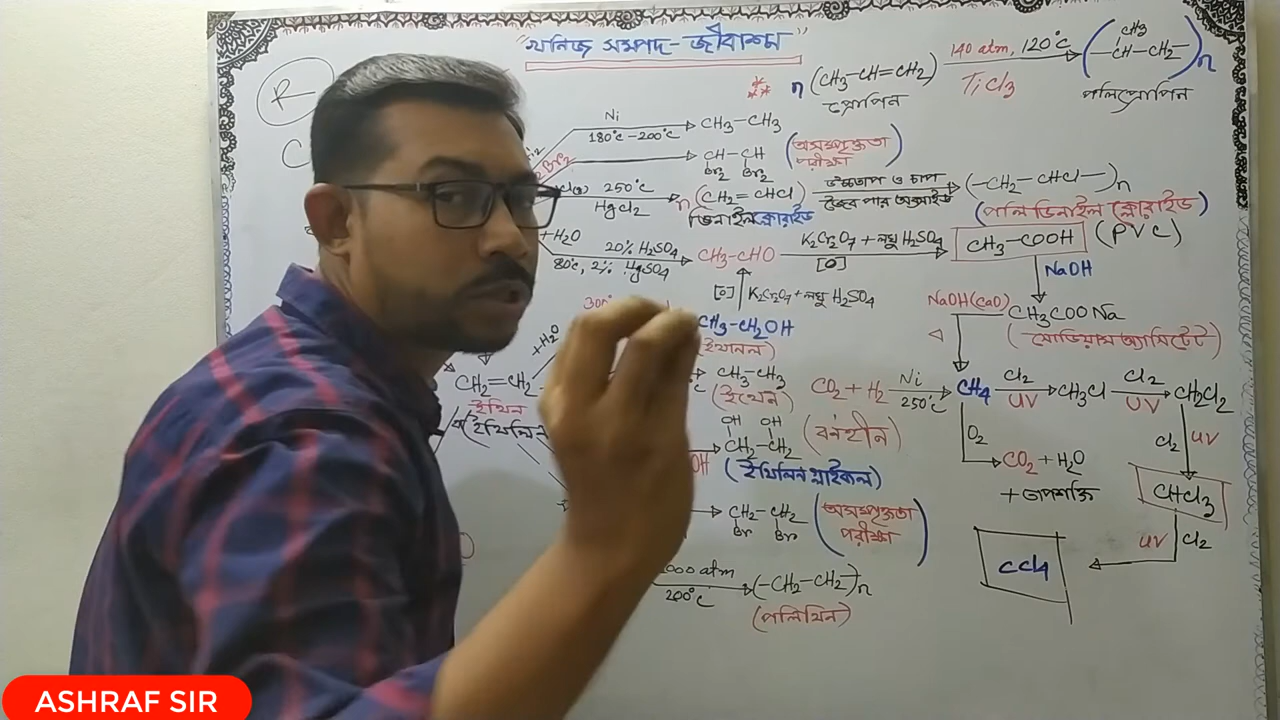 "খনিজ সম্পদ-জীবাশ্ম"
n (CH3-CH=CH2) 140 atm, 120°c TiCl3 (-CH-CH2-)n
CH3
প্রোপিন
পলিপ্রোপিন
R
C
Ni
180°c-200°c
CH3-CH3
Br2
CH-CH
Br2 Br2
(অসম্পৃক্ততা
পরীক্ষা)
250°c
HgCl2
n (CH2=CHCl) উচ্চতাপ ও চাপ (-CH2-CHCl-)n
জৈব পার অক্সাইড
ভিনাইল ক্লোরাইড
(পলি ভিনাইল ক্লোরাইড)
(PVC)
+H2O
20% H2SO4
80°c, 2% HgSO4
CH3-CHO K2Cr2O7 + লঘু H2SO4 CH3-COOH
[O]
NaOH
[O] K2Cr2O7 + লঘু H2SO4
NaOH(CaO)
CH3COONa
(সোডিয়াম অ্যাসিটেট)
300°
CH3-CH2OH
(ইথানল)
+H2O
CH2=CH2
ইথিন
(ইথিলিন
CH3-CH3
(ইথেন)
CO2 + H2 Ni 250°c CH4 Cl2 UV CH3Cl Cl2 UV CH2Cl2
OH OH
CH2-CH2
(বর্ণহীন)
(ইথিলিন গ্লাইকল)
O2
CO2 + H2O
+ তাপশক্তি
Cl2 UV
CHCl3
CH2-CH2
Br Br
(অসম্পৃক্ততা
পরীক্ষা)
UV Cl2
CCl4
000 atm
200°c
(-CH2-CH2-)n
(পলিথিন)
ASHRAF SIR